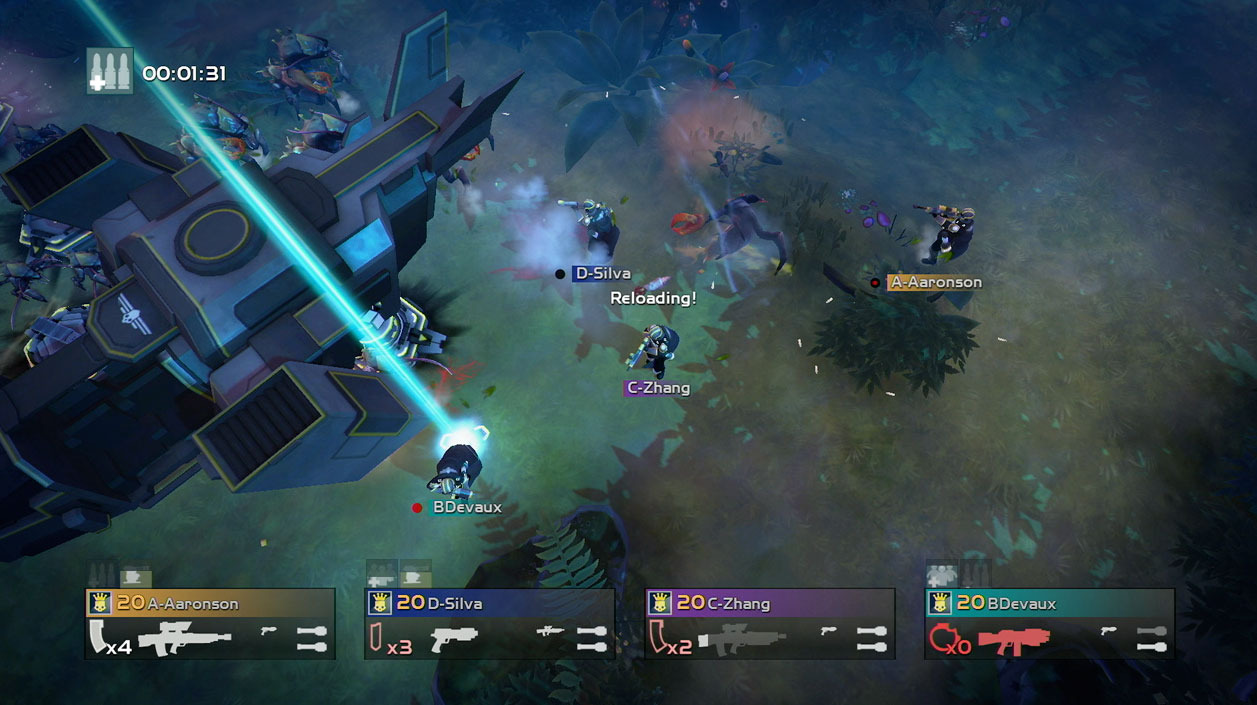 00:01:31
D-Silva
Reloading!
A-Aaronson
C-Zhang
BDevaux
20 A-Aaronson
x4
20 D-Silva
x3
20 C-Zhang
x2
20 BDevaux
x0